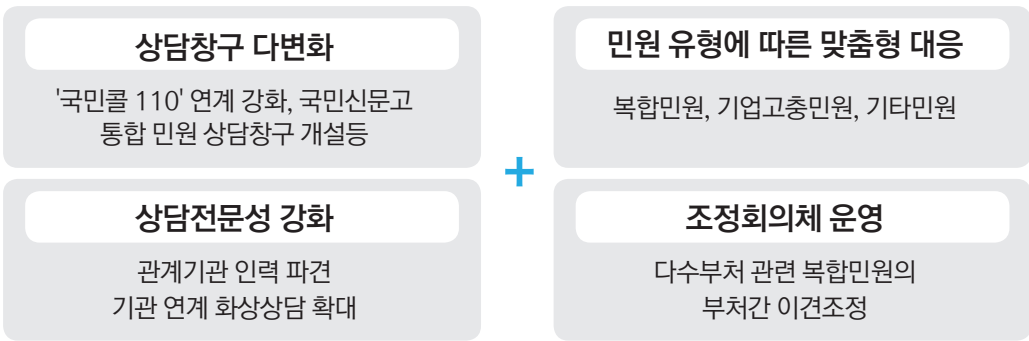 상담창구 다변화
'국민콜 110' 연계 강화, 국민신문고
통합 민원 상담창구 개설등
민원 유형에 따른 맞춤형 대응
복합민원, 기업고충민원, 기타민원
+
상담전문성 강화
관계기관 인력 파견
기관 연계 화상상담 확대
조정회의체 운영
다수부처 관련 복합민원의
부처간 이견조정